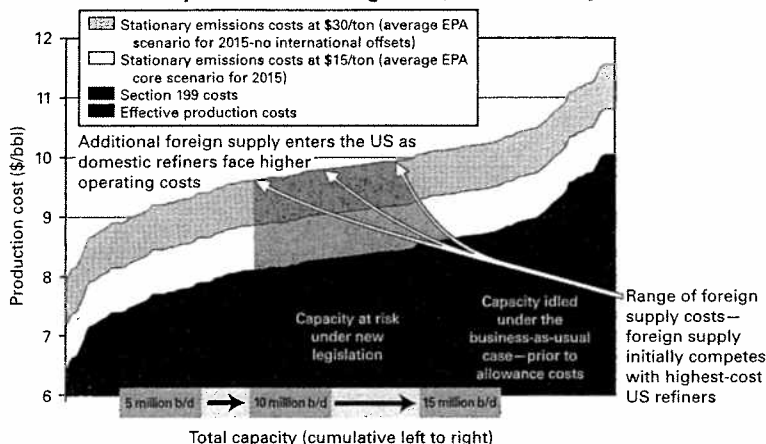 Stationary emissions costs at $30/ton (average EPA
scenario for 2015-no international offsets)
Stationary emissions costs at $15/ton (average EPA
core scenario for 2015)
Section 199 costs
Effective production costs
Additional foreign supply enters the US as
domestic refiners face higher
operating costs
Production cost ($/bbl)
12
11
10
9
8
7
6
Capacity at risk
under new
legislation
Capacity idled
under the
business-as-usual
case—prior to
allowance costs
Range of foreign
supply costs—
foreign supply
initially competes
with highest-cost
US refiners
5 million b/d
10 million b/d
15 million b/d
Total capacity (cumulative left to right)